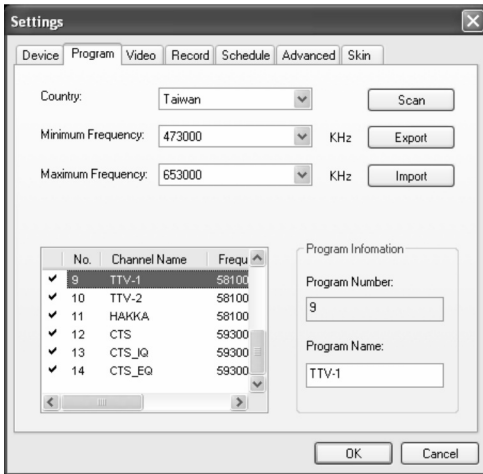 Settings
Device Program Video Record Schedule Advanced Skin
Country: Taiwan Scan
Minimum Frequency: 473000 KHz Export
Maximum Frequency: 653000 KHz Import
No. Channel Name Frequ
9 TTV-1 58100
10 TTV-2 58100
11 HAKKA 58100
12 CTS 59300
13 CTS_IQ 59300
14 CTS_EQ 59300
Program Infomation
Program Number:
9
Program Name:
TTV-1
OK Cancel